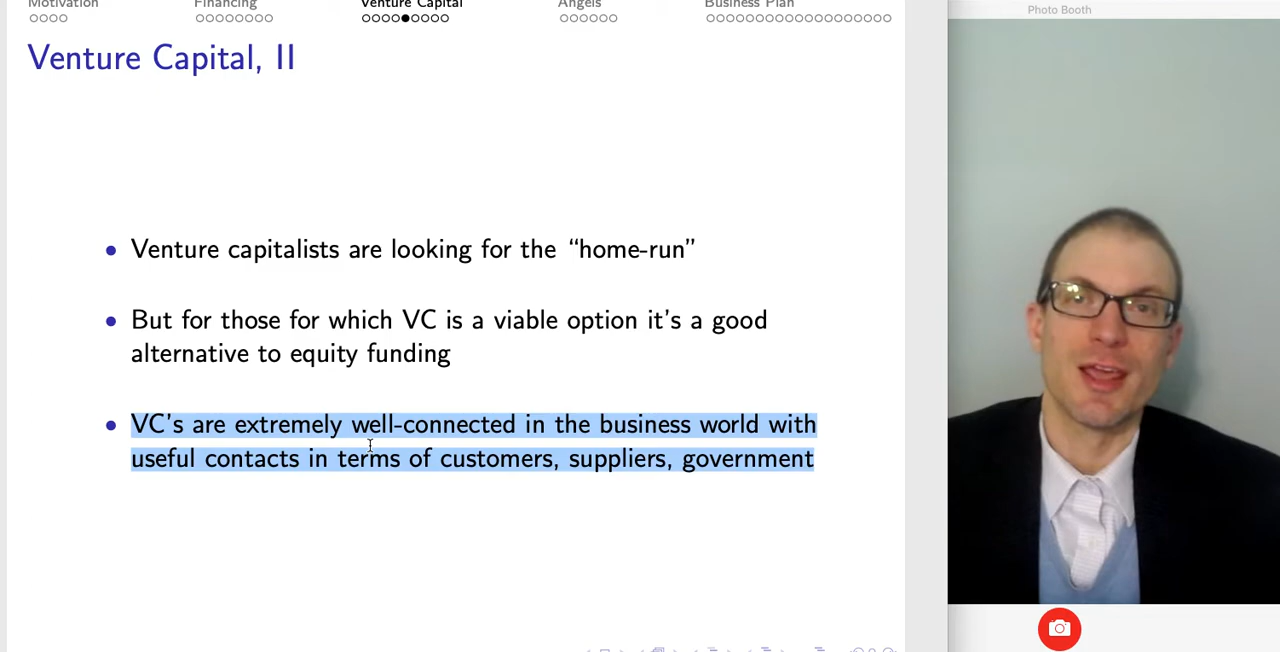 Motivation Financing Venture Capital Angels Business Plan
Photo Booth
Venture Capital, II
Venture capitalists are looking for the “home-run”
But for those for which VC is a viable option it’s a good
alternative to equity funding
VC’s are extremely well-connected in the business world with
useful contacts in terms of customers, suppliers, government